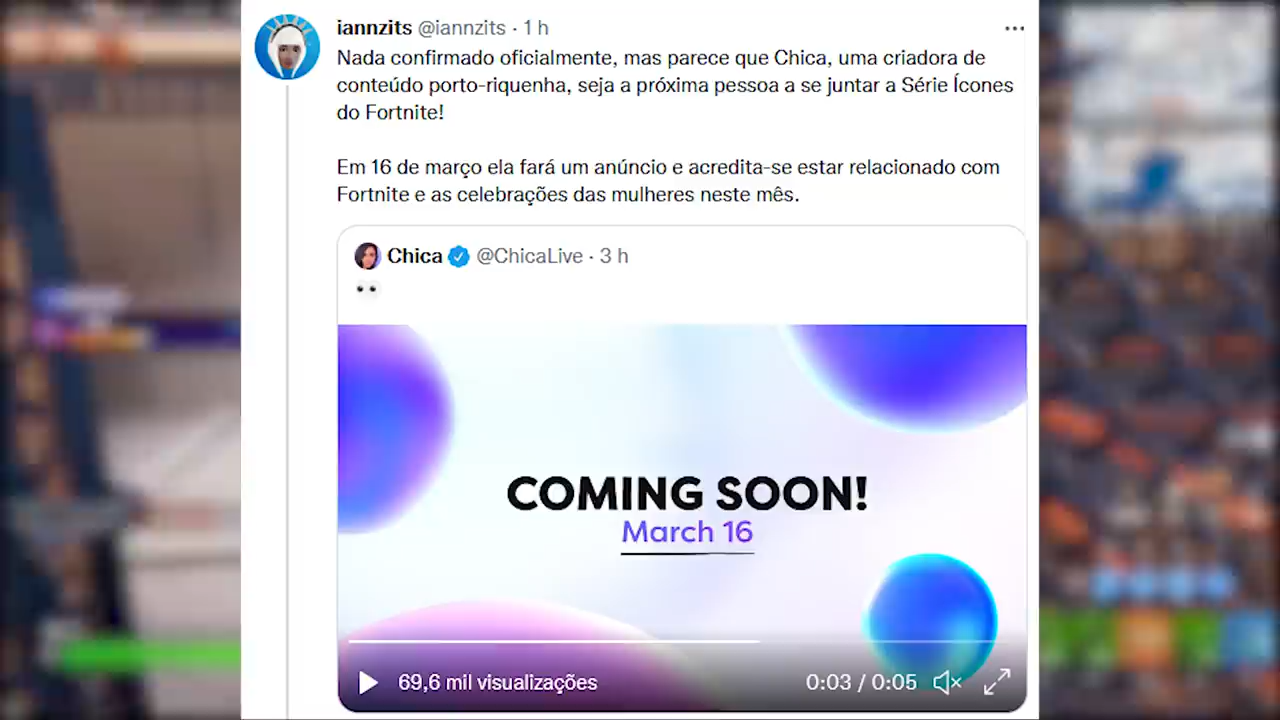 iannzits @iannzits · 1 h
Nada confirmado oficialmente, mas parece que Chica, uma criadora de
conteúdo porto-riquenha, seja a próxima pessoa a se juntar a Série Ícones
do Fortnite!
Em 16 de março ela fará um anúncio e acredita-se estar relacionado com
Fortnite e as celebrações das mulheres neste mês.
Chica @ChicaLive · 3 h
COMING SOON!
March 16
69,6 mil visualizações
0:03 / 0:05